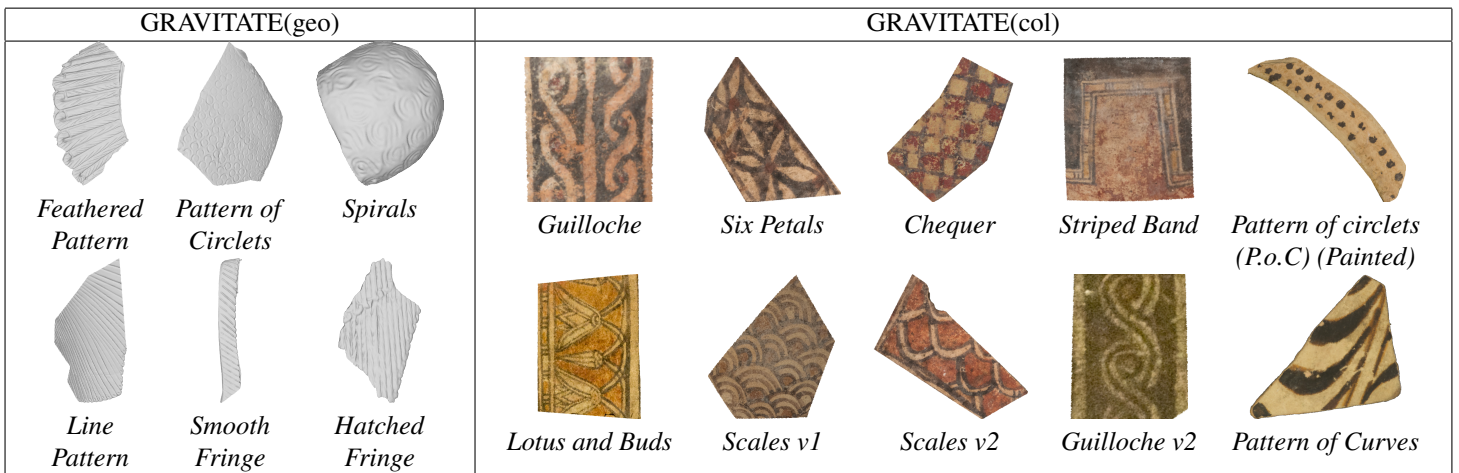 GRAVITATE(geo)
GRAVITATE(col)
Feathered
Pattern
Pattern of
Circlets
Spirals
Guilloche
Six Petals
Chequer
Striped Band
Pattern of circlets
(P.o.C) (Painted)
Line
Pattern
Smooth
Fringe
Hatched
Fringe
Lotus and Buds
Scales v1
Scales v2
Guilloche v2
Pattern of Curves